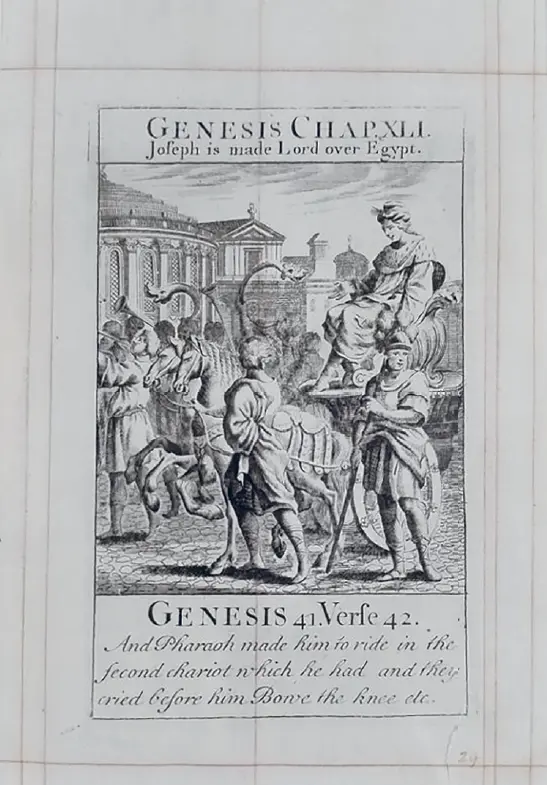 GENESIS CHAP. XLI.
Joſeph is made Lord over Egypt.
GENESIS 41. Verſe 42.
And Pharaoh made him to ride in the
ſecond chariot which he had and they
cried before him Bowe the knee etc.
29